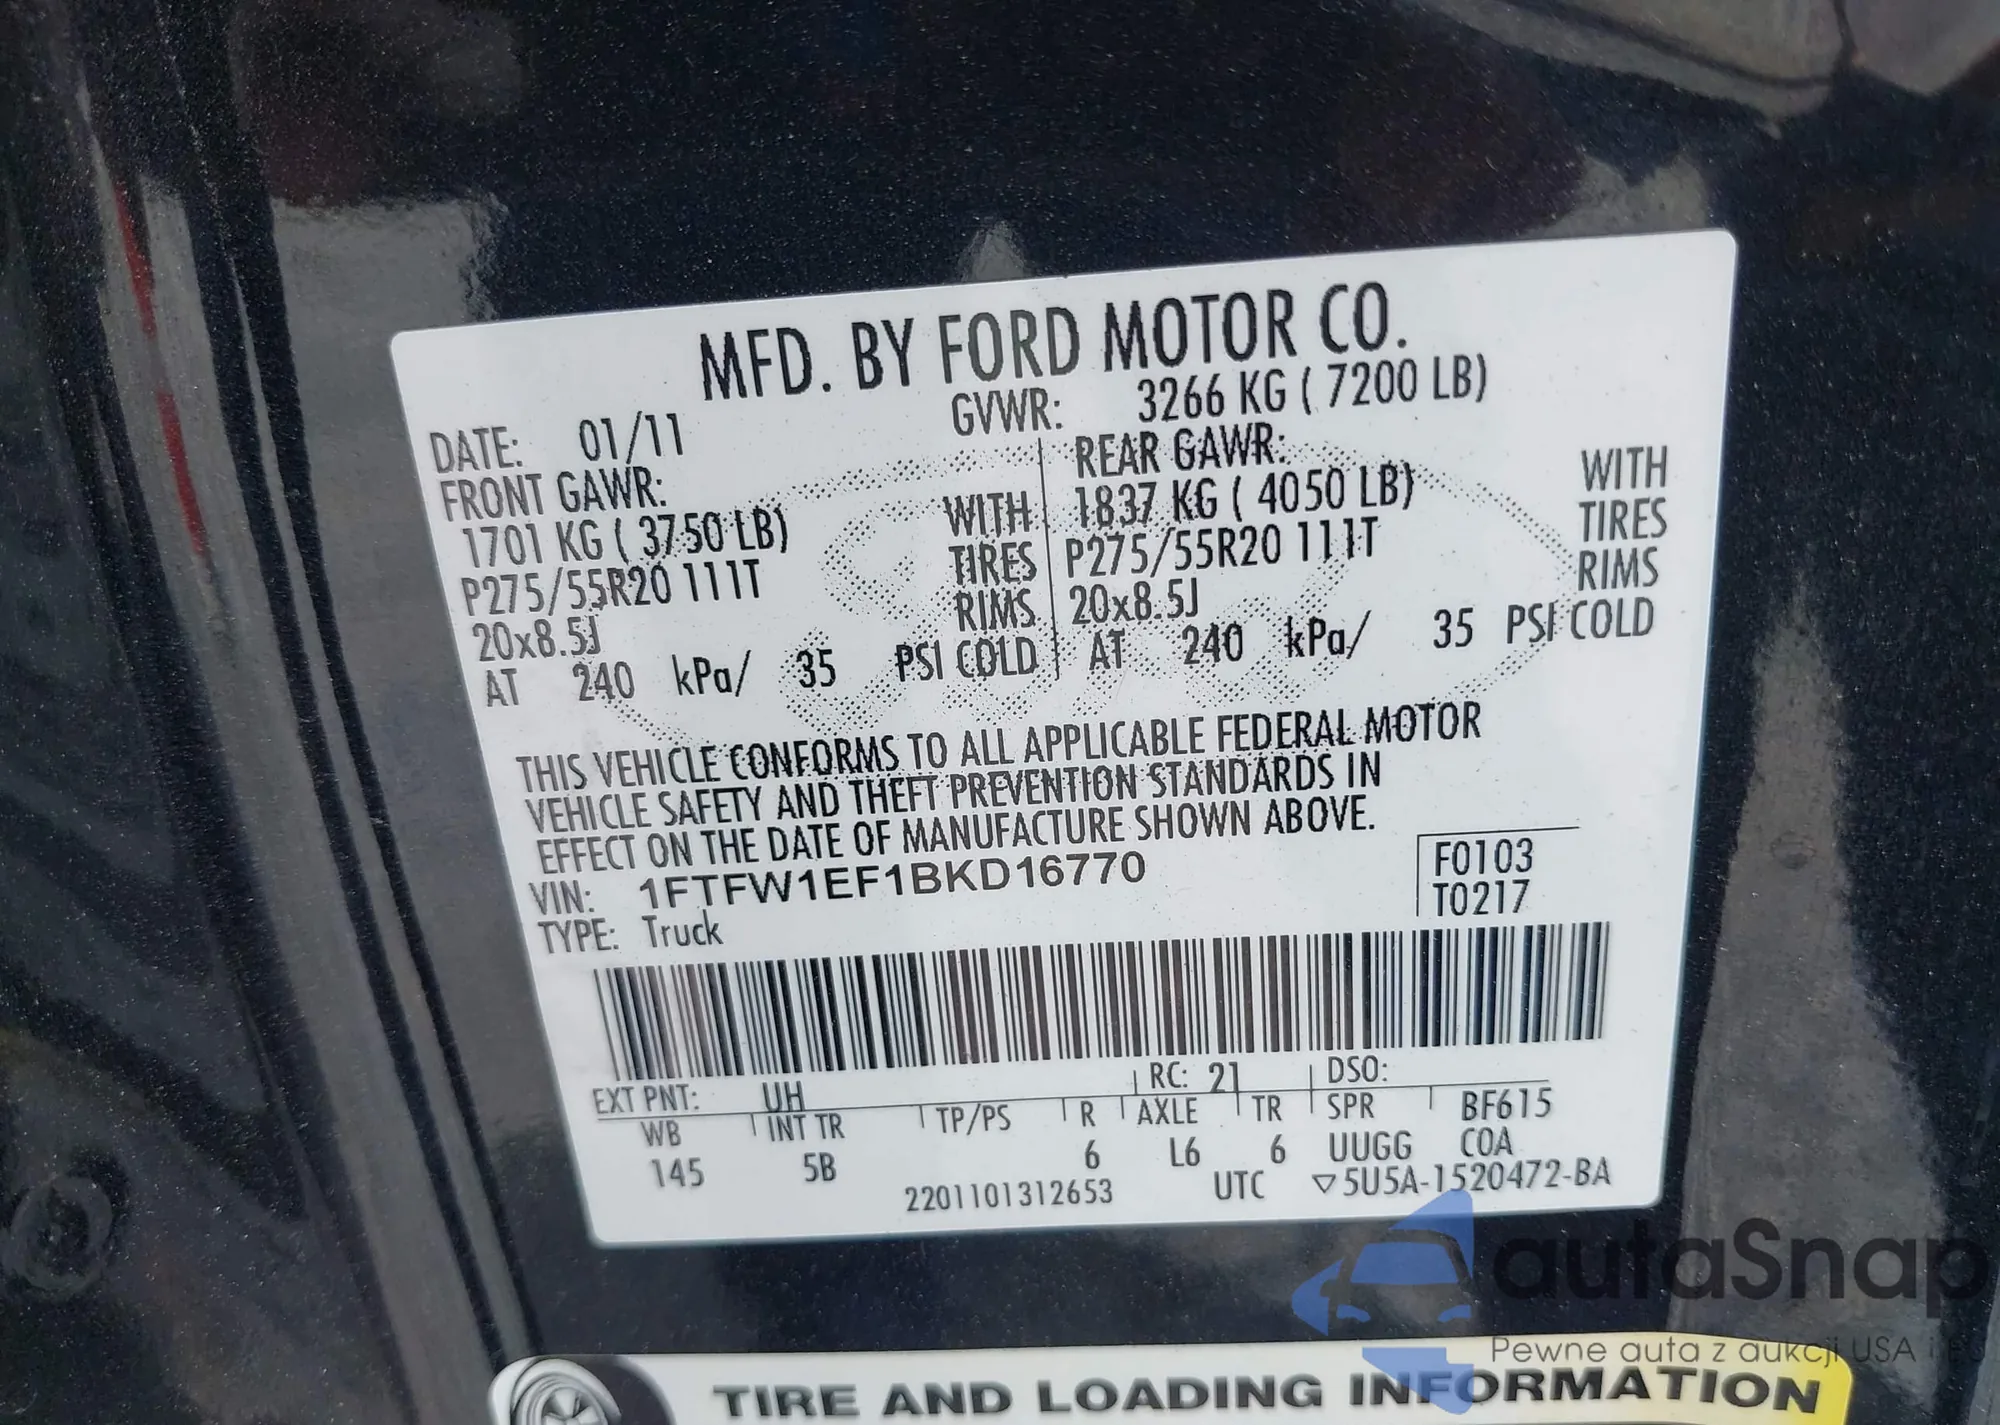 MFD. BY FORD MOTOR CO.
DATE: 01/11 GVWR: 3266 KG ( 7200 LB)
FRONT GAWR: REAR GAWR:
1701 KG ( 3750 LB) WITH 1837 KG ( 4050 LB) WITH
P275/55R20 111T TIRES P275/55R20 111T TIRES
20x8.5J RIMS 20x8.5J RIMS
AT 240 kPa/ 35 PSI COLD AT 240 kPa/ 35 PSI COLD
THIS VEHICLE CONFORMS TO ALL APPLICABLE FEDERAL MOTOR
VEHICLE SAFETY AND THEFT PREVENTION STANDARDS IN
EFFECT ON THE DATE OF MANUFACTURE SHOWN ABOVE.
VIN: 1FTFW1EF1BKD16770 F0103
TYPE: Truck T0217
EXT PNT: UH RC: 21 DSO:
WB INT TR TP/PS R AXLE TR SPR BF615
145 5B 6 L6 6 UUGG COA
2201101312653 UTC ▽5U5A-1520472-BA
autaSnap
Pewne auta z aukcji USA i
TIRE AND LOADING INFORMATION